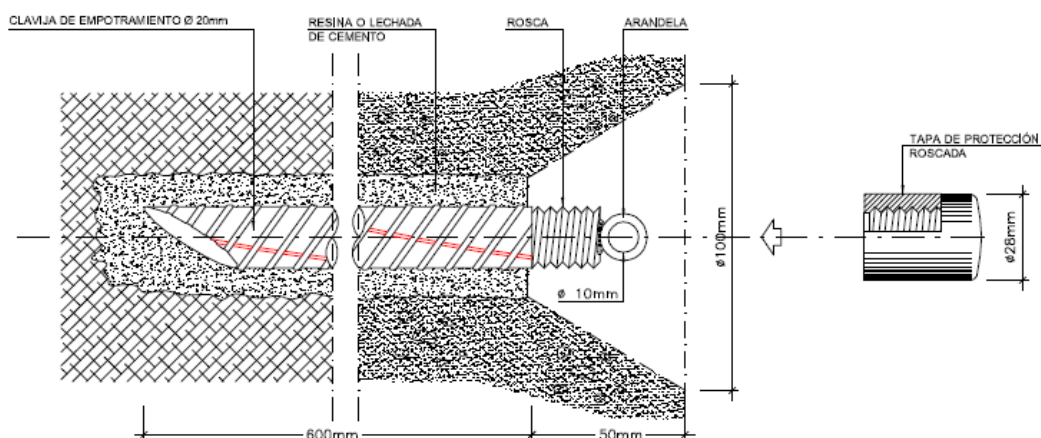 CLAVIJA DE EMPOTRAMIENTO Ø 20mm
RESINA O LECHADA
DE CEMENTO
ROSCA
ARANDELA
TAPA DE PROTECCIÓN
ROSCADA
ø100mm
ø28mm
ø 10mm
600mm
50mm